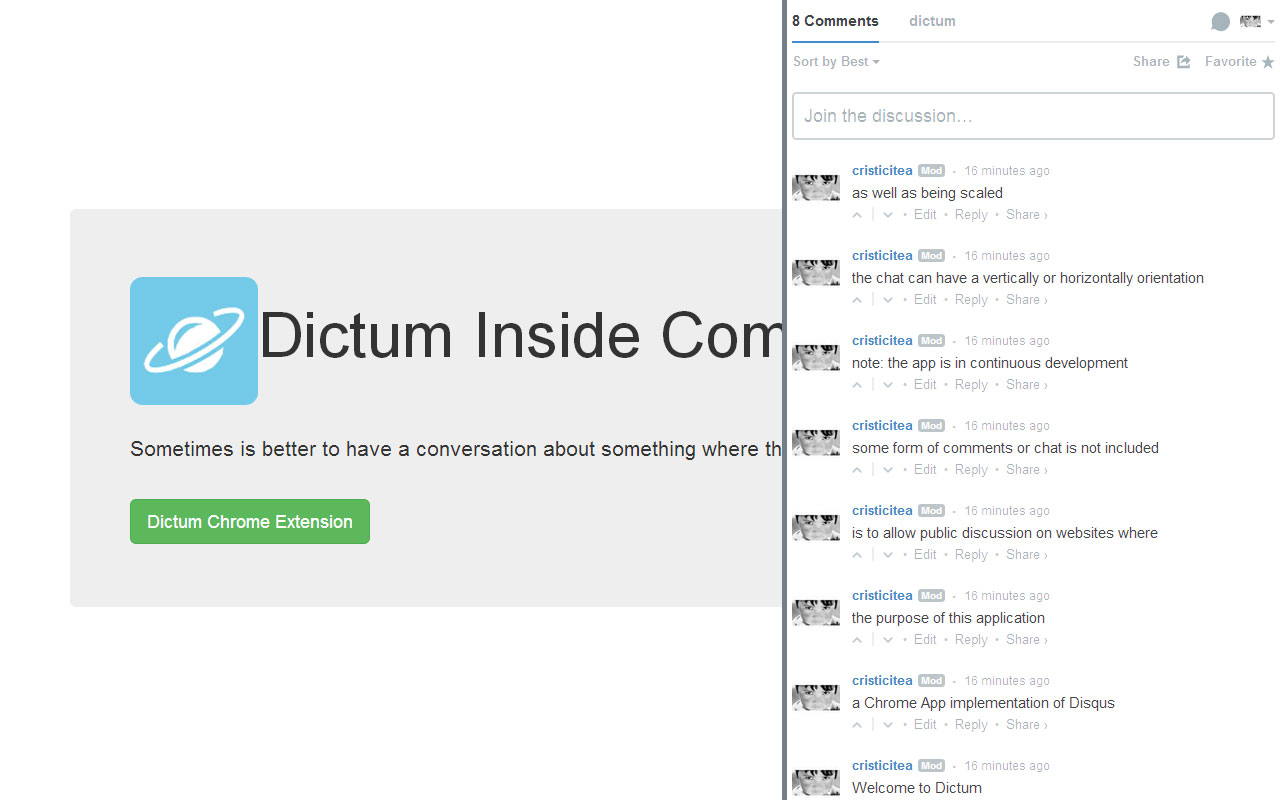 Dictum Inside Com
Sometimes is better to have a conversation about something where th
Dictum Chrome Extension
8 Comments dictum
Sort by Best Share Favorite
Join the discussion…
cristicitea Mod • 16 minutes ago
as well as being scaled
• Edit • Reply • Share ›
cristicitea Mod • 16 minutes ago
the chat can have a vertically or horizontally orientation
• Edit • Reply • Share ›
cristicitea Mod • 16 minutes ago
note: the app is in continuous development
• Edit • Reply • Share ›
cristicitea Mod • 16 minutes ago
some form of comments or chat is not included
• Edit • Reply • Share ›
cristicitea Mod • 16 minutes ago
is to allow public discussion on websites where
• Edit • Reply • Share ›
cristicitea Mod • 16 minutes ago
the purpose of this application
• Edit • Reply • Share ›
cristicitea Mod • 16 minutes ago
a Chrome App implementation of Disqus
• Edit • Reply • Share ›
cristicitea Mod • 16 minutes ago
Welcome to Dictum